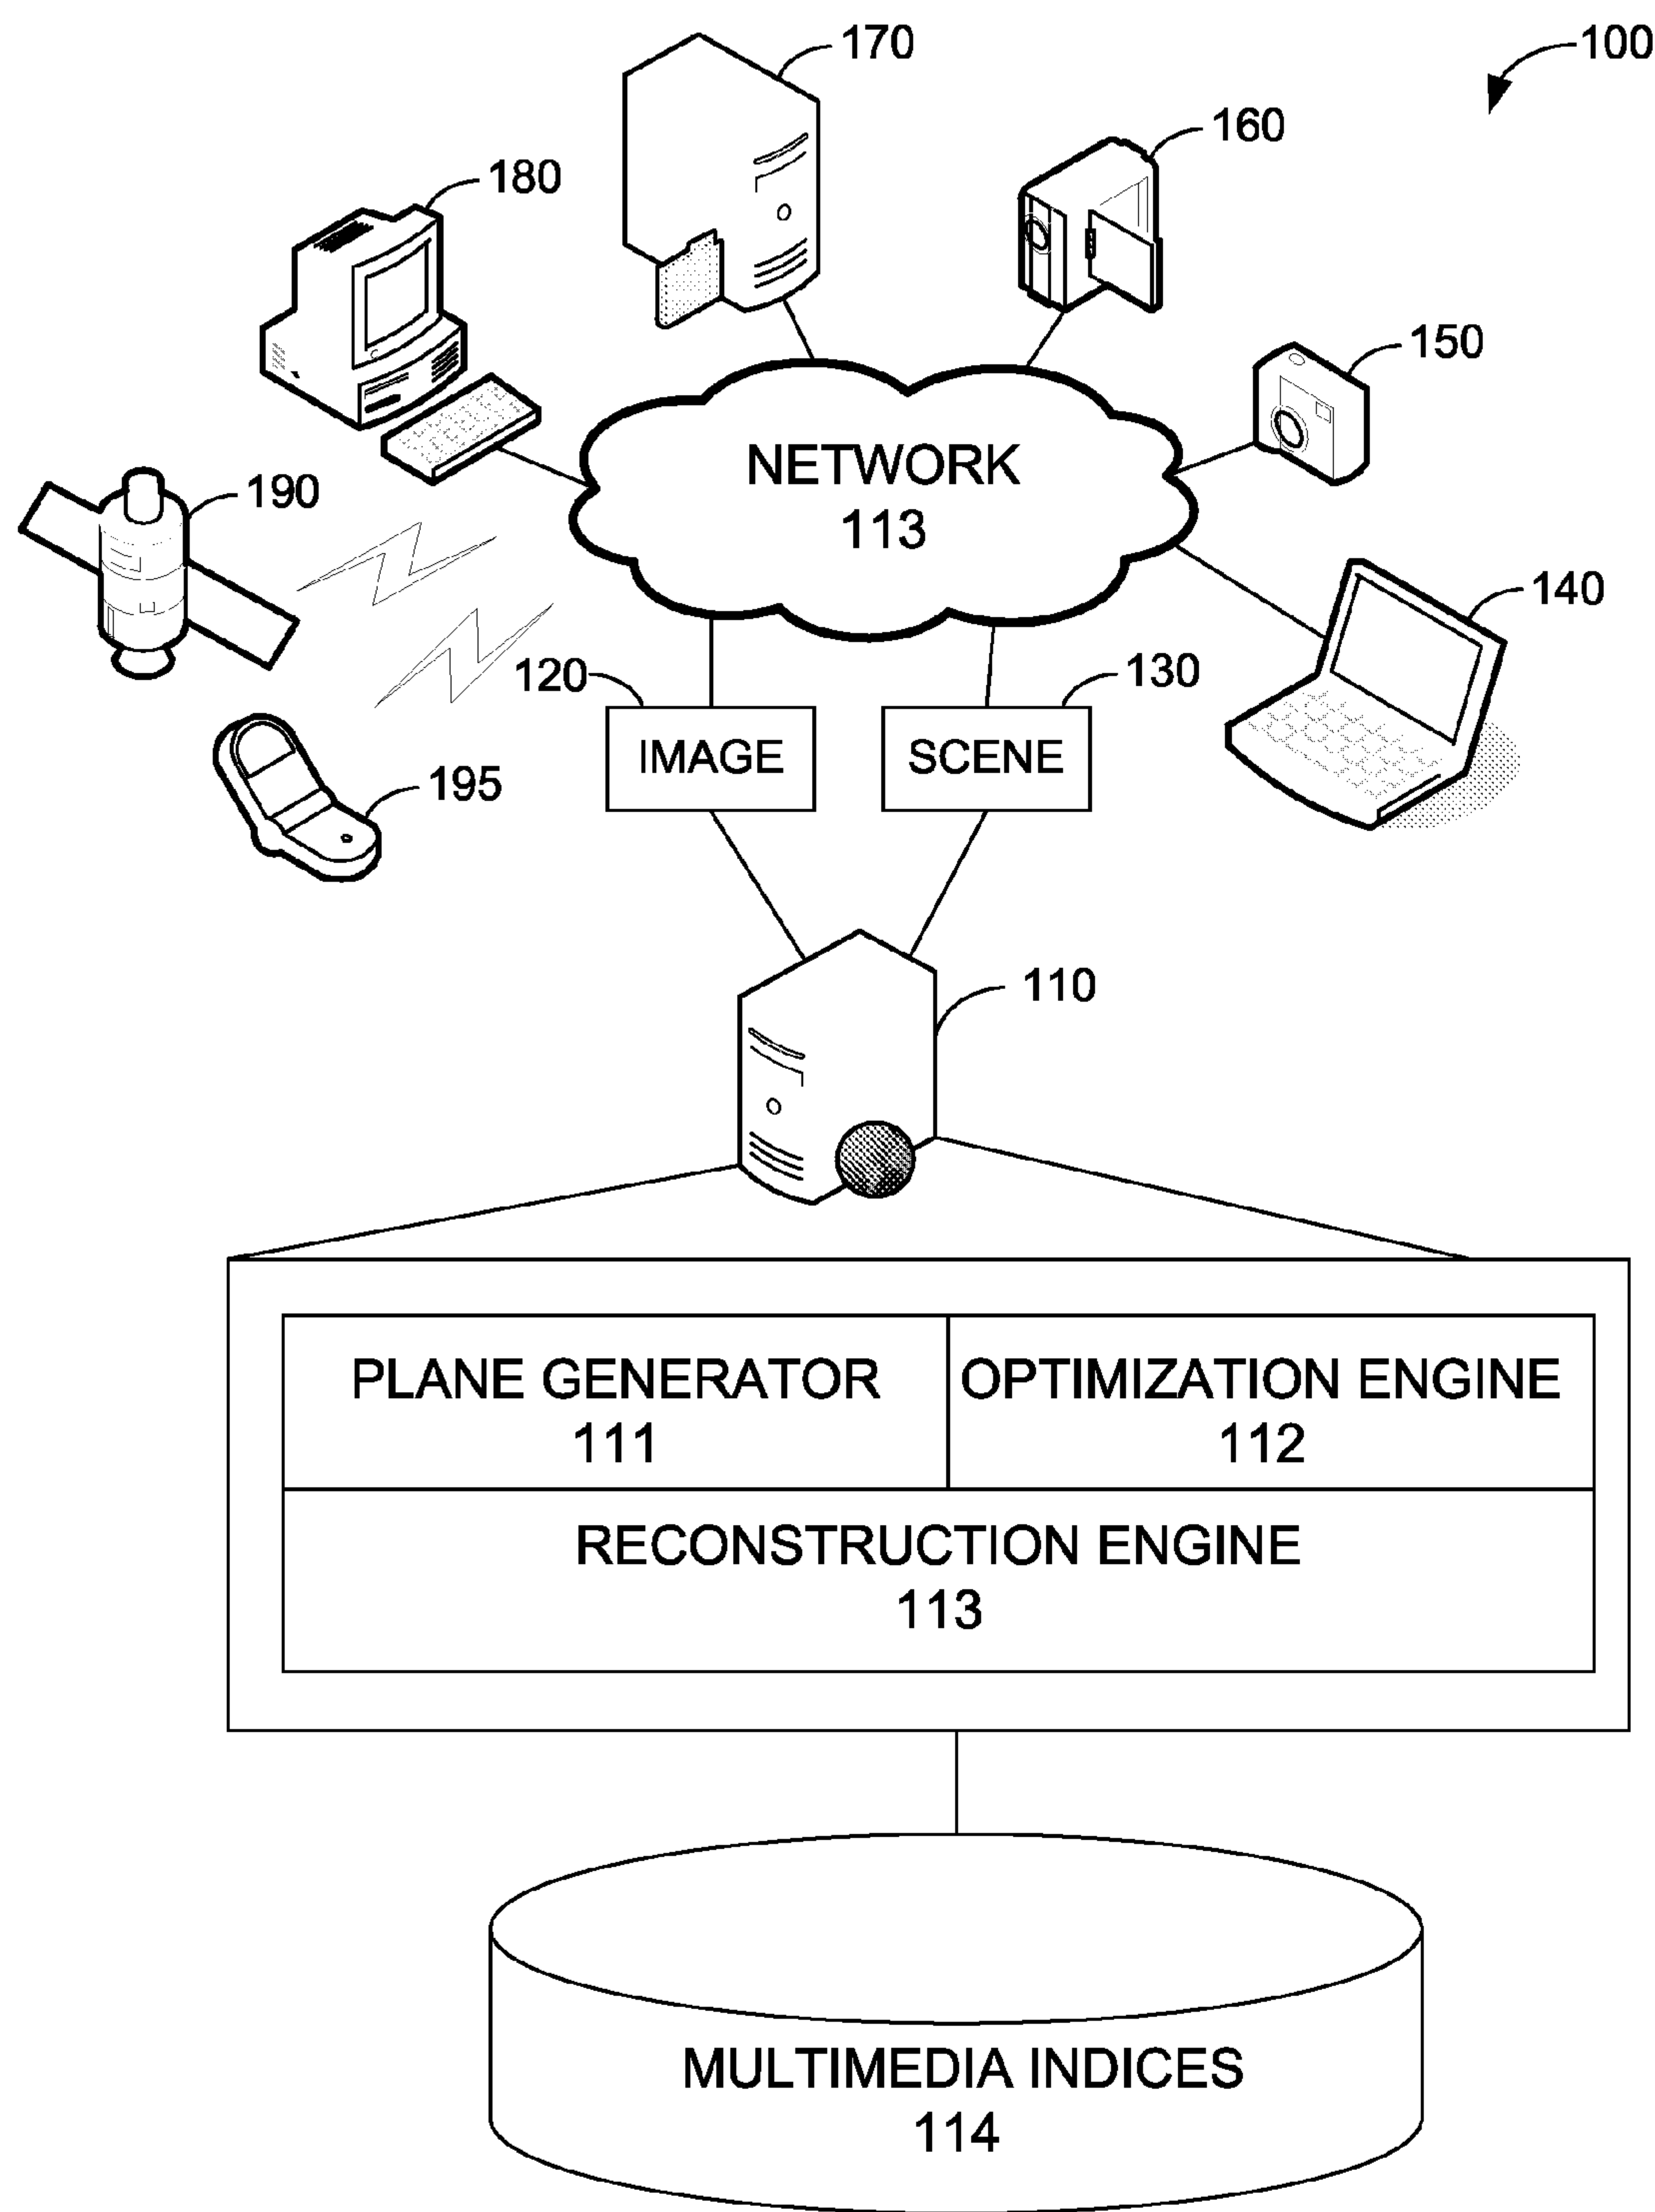 170
100
160
180
150
NETWORK
113
190
140
120
130
IMAGE
SCENE
195
110
PLANE GENERATOR
111
OPTIMIZATION ENGINE
112
RECONSTRUCTION ENGINE
113
MULTIMEDIA INDICES
114